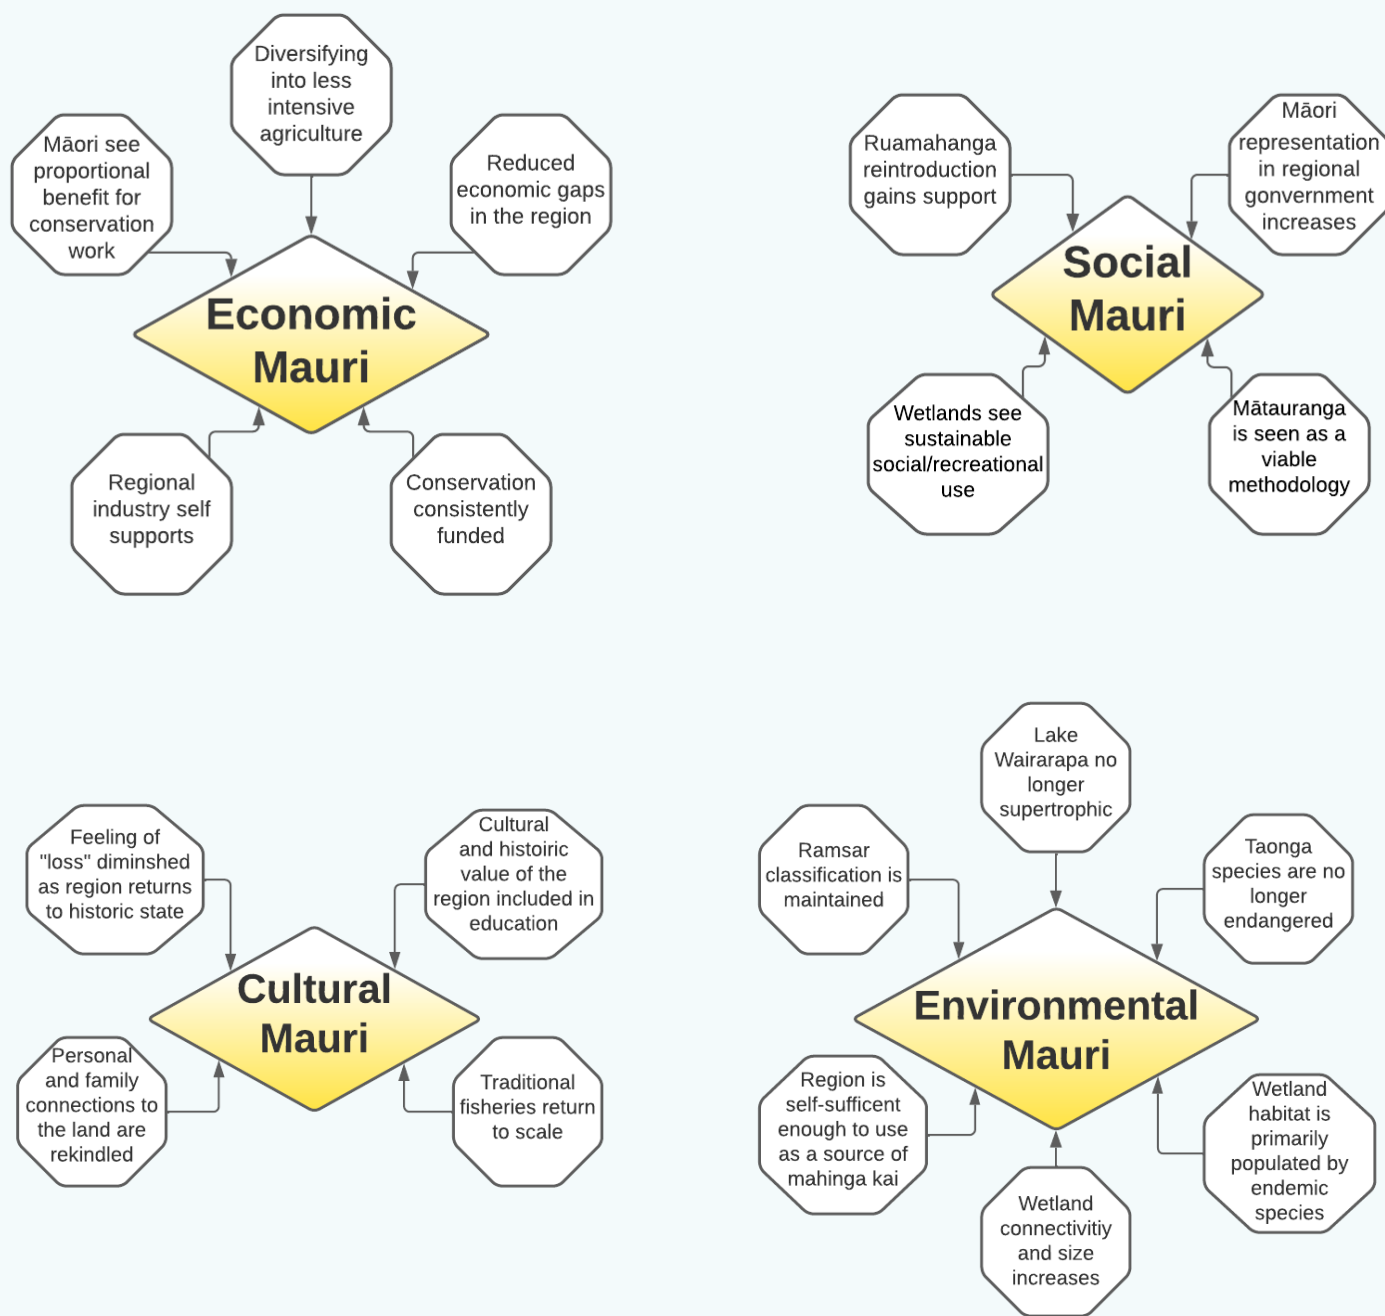 Diversifying
into less
intensive
agriculture
Māori see
proportional
benefit for
conservation
work
Reduced
economic gaps
in the region
Economic
Mauri
Regional
industry self
supports
Conservation
consistently
funded
Ruamahanga
reintroduction
gains support
Māori
representation
in regional
gonvernment
increases
Social
Mauri
Wetlands see
sustainable
social/recreational
use
Mātauranga
is seen as a
viable
methodology
Feeling of
"loss" diminshed
as region returns
to historic state
Cultural
and histoiric
value of the
region included in
education
Cultural
Mauri
Personal
and family
connections to
the land are
rekindled
Traditional
fisheries return
to scale
Lake
Wairarapa no
longer
supertrophic
Ramsar
classification is
maintained
Taonga
species are no
longer
endangered
Environmental
Mauri
Region is
self-sufficent
enough to use
as a source of
mahinga kai
Wetland
connectivitiy
and size
increases
Wetland
habitat is
primarily
populated by
endemic
species